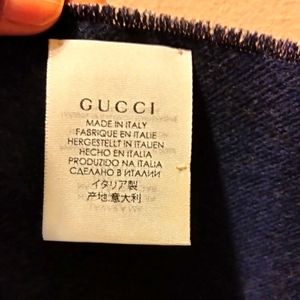 GUCCI
MADE IN ITALY
FABRIQUE EN ITALIE
HERGESTELLT IN ITALIEN
HECHO EN ITALIA
PRODUZIDO NA ITALIA
СДЕЛАНО В ИТАЛИИ
イタリア製
产地:意大利